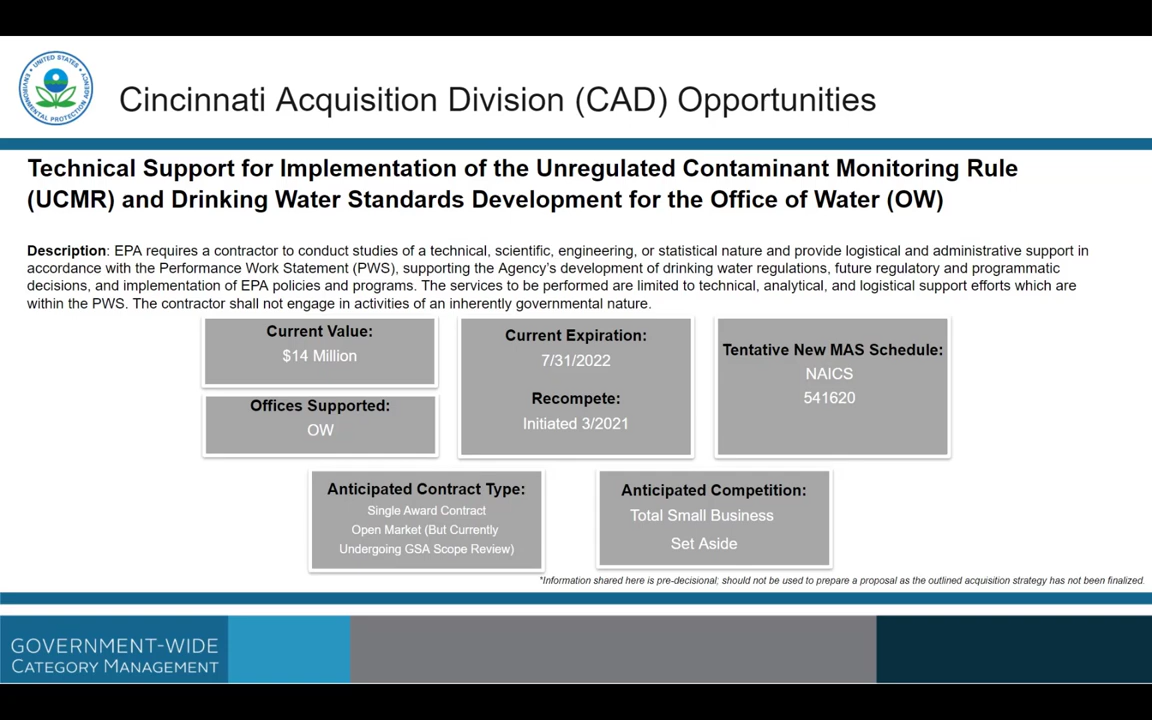 UNITED STATES
ENVIRONMENTAL PROTECTION
AGENCY
Cincinnati Acquisition Division (CAD) Opportunities
Technical Support for Implementation of the Unregulated Contaminant Monitoring Rule
(UCMR) and Drinking Water Standards Development for the Office of Water (OW)
Description: EPA requires a contractor to conduct studies of a technical, scientific, engineering, or statistical nature and provide logistical and administrative support in
accordance with the Performance Work Statement (PWS), supporting the Agency's development of drinking water regulations, future regulatory and programmatic
decisions, and implementation of EPA policies and programs. The services to be performed are limited to technical, analytical, and logistical support efforts which are
within the PWS. The contractor shall not engage in activities of an inherently governmental nature.
Current Value:
$14 Million
Offices Supported:
OW
Current Expiration:
7/31/2022
Recompete:
Initiated 3/2021
Tentative New MAS Schedule:
NAICS
541620
Anticipated Contract Type:
Single Award Contract
Open Market (But Currently
Undergoing GSA Scope Review)
Anticipated Competition:
Total Small Business
Set Aside
*Information shared here is pre-decisional; should not be used to prepare a proposal as the outlined acquisition strategy has not been finalized.
GOVERNMENT-WIDE
CATEGORY MANAGEMENT